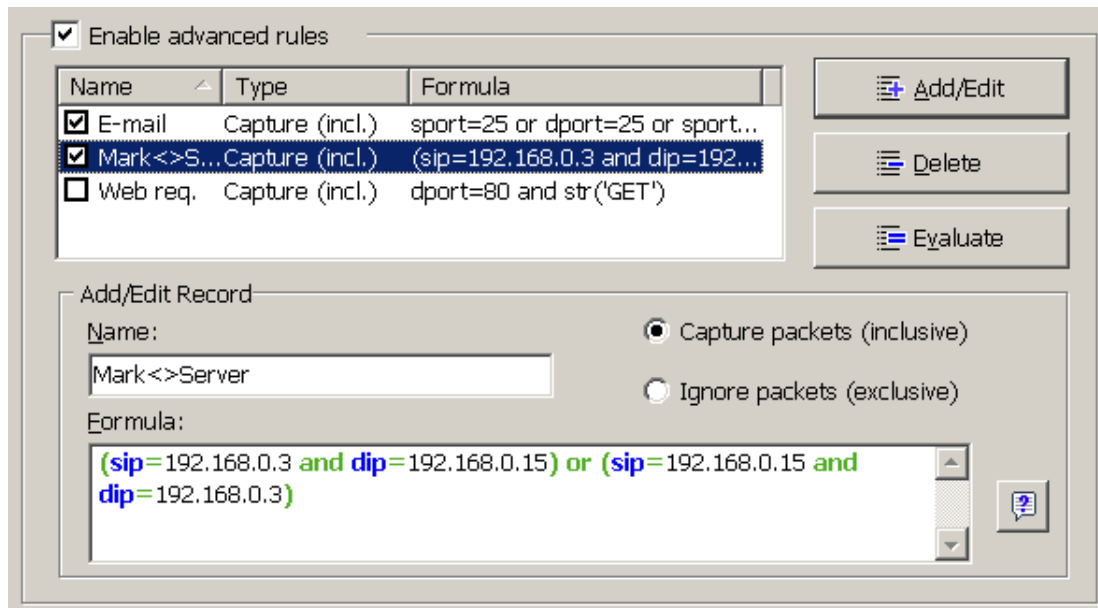 Enable advanced rules
Name Type Formula
E-mail Capture (incl.) sport=25 or dport=25 or sport...
Mark<>S...Capture (incl.) (sip=192.168.0.3 and dip=192...
Web req. Capture (incl.) dport=80 and str('GET')
Add/Edit
Delete
Evaluate
Add/Edit Record
Name:
Mark<>Server
Capture packets (inclusive)
Ignore packets (exclusive)
Formula:
(sip=192.168.0.3 and dip=192.168.0.15) or (sip=192.168.0.15 and
dip=192.168.0.3)
?